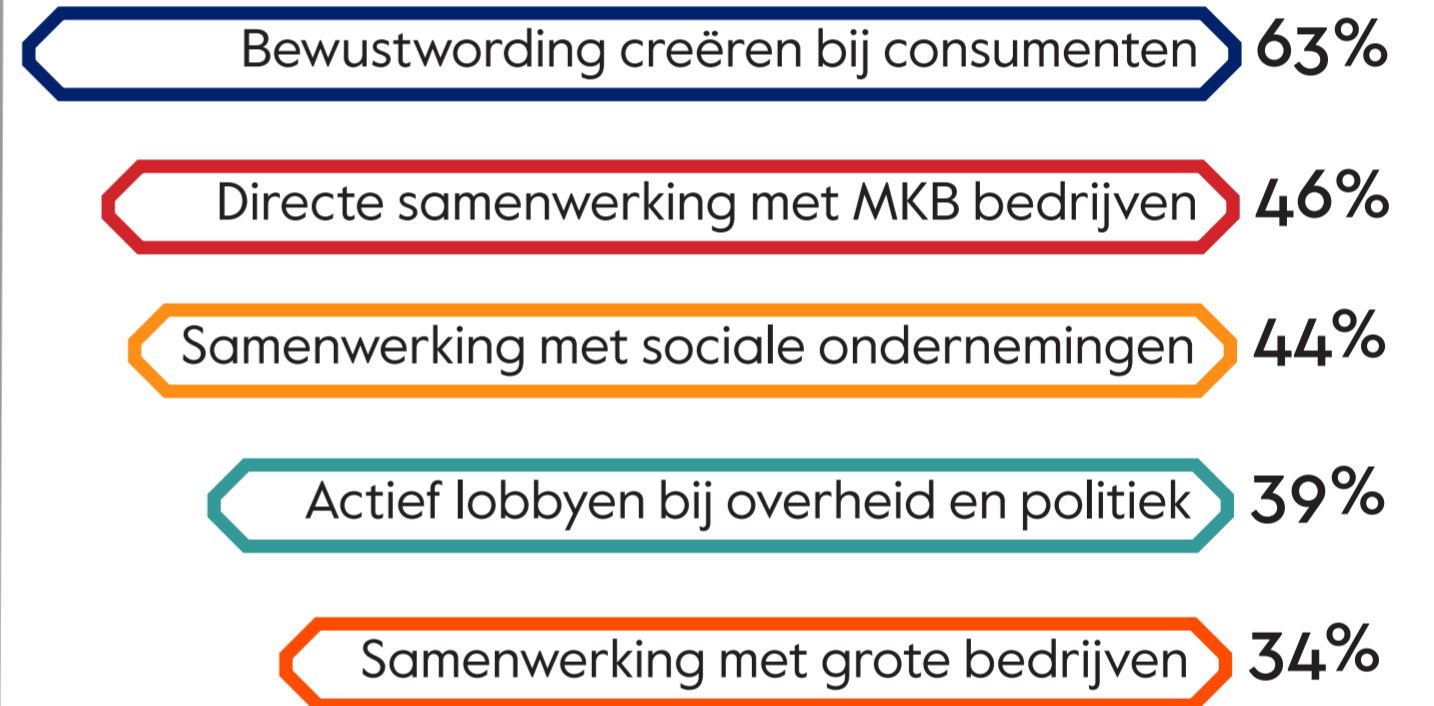 Bewustwording creëren bij consumenten 63%
Directe samenwerking met MKB bedrijven 46%
Samenwerking met sociale ondernemingen 44%
Actief lobbyen bij overheid en politiek 39%
Samenwerking met grote bedrijven 34%